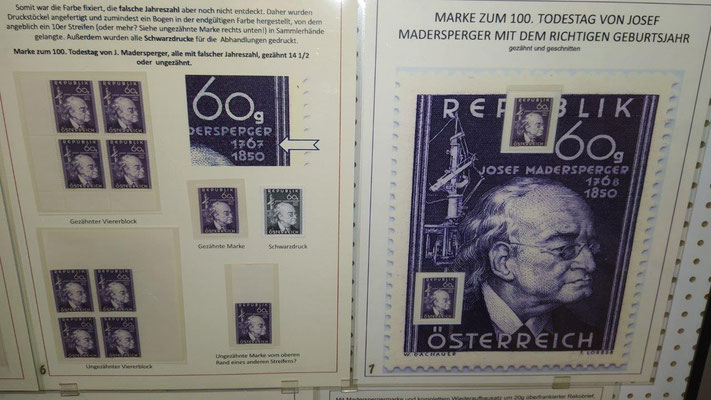 Somit war die Farbe fixiert, die falsche Jahreszahl aber noch nicht entdeckt. Daher wurden
Druckstöckel angefertigt und zumindest ein Bogen in der endgültigen Farbe hergestellt, von dem
angeblich ein 10er Streifen (oder mehr? Siehe ungezähnte Marke rechts unten!) in Sammlerhände
gelangte. Außerdem wurden alle Schwarzdrucke für die Abhandlungen gedruckt.
Marke zum 100. Todestag von J. Madersperger, alle mit falscher Jahreszahl, gezähnt 14 1/2
oder ungezähnt.
60g
MADERSPERGER
1767
1850
Gezähnter Viererblock
Gezähnte Marke
Schwarzdruck
Ungezähnter Viererblock
Ungezähnte Marke vom oberen
Rand eines anderen Streifens?
6
MARKE ZUM 100. TODESTAG VON JOSEF
MADERSPERGER MIT DEM RICHTIGEN GEBURTSJAHR
gezähnt und geschnitten
REPUBLIK
60g
JOSEF MADERSPERGER
1768
1850
ÖSTERREICH
W. DACHAUER
7